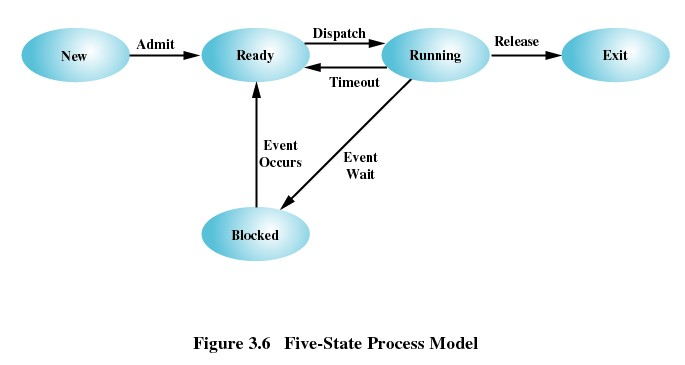 New
Admit
Ready
Dispatch
Timeout
Running
Release
Exit
Event
Occurs
Event
Wait
Blocked
Figure 3.6 Five-State Process Model